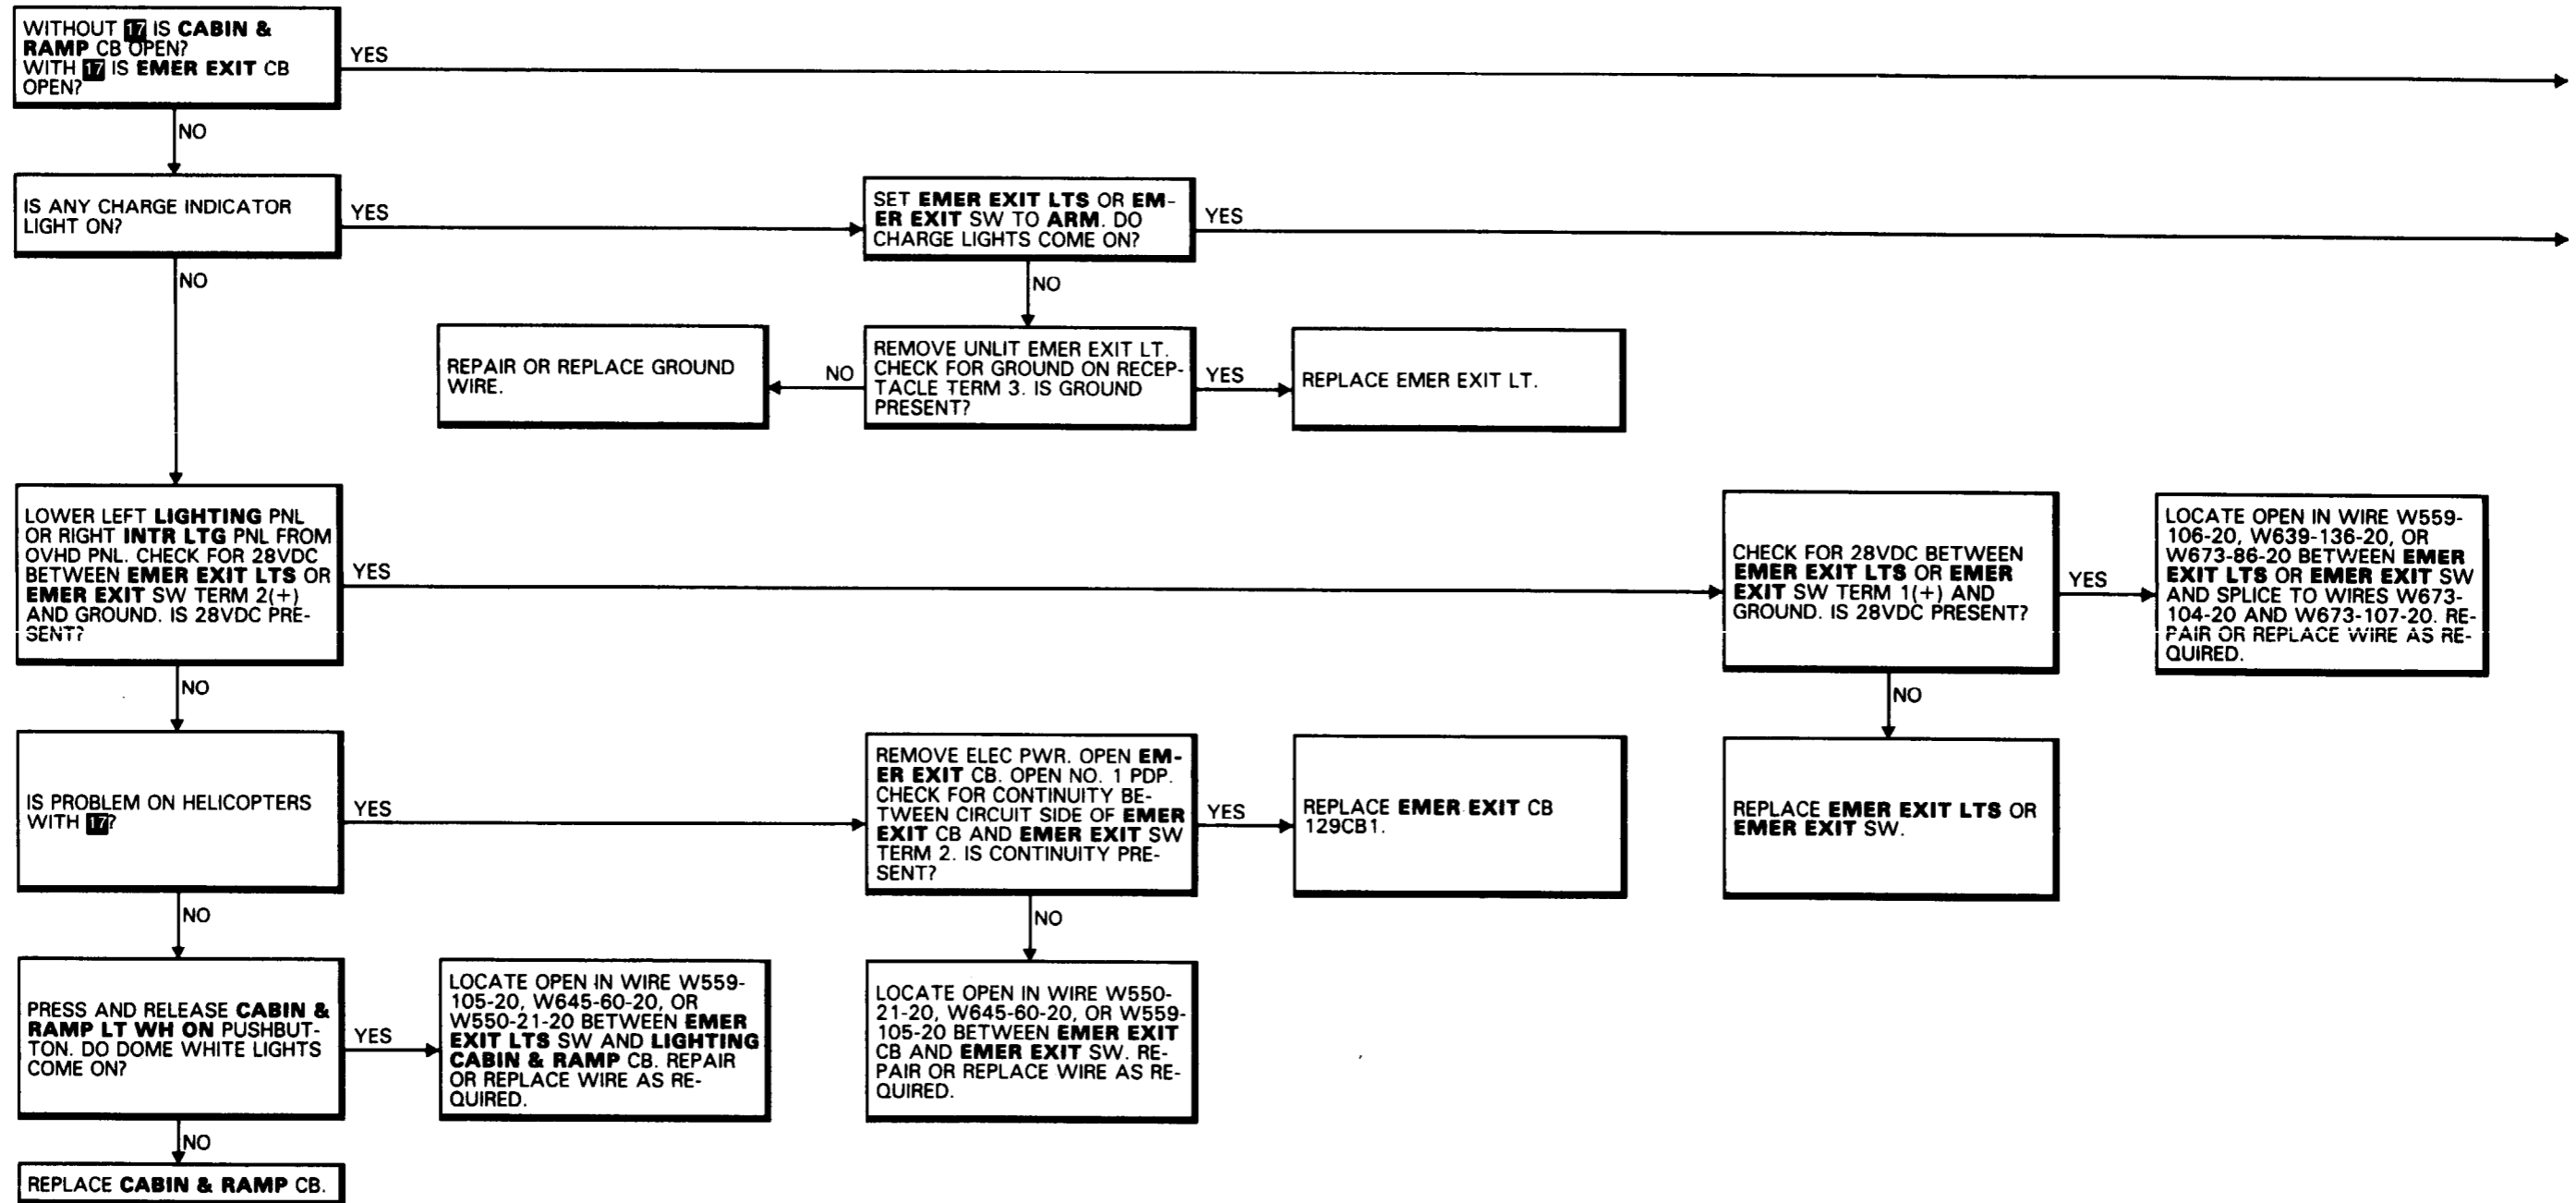 WITHOUT 17 IS CABIN &
RAMP CB OPEN?
WITH 17 IS EMER EXIT CB
OPEN?
YES
NO
IS ANY CHARGE INDICATOR
LIGHT ON?
YES
SET EMER EXIT LTS OR EM-
ER EXIT SW TO ARM. DO
CHARGE LIGHTS COME ON?
YES
NO
NO
REPAIR OR REPLACE GROUND
WIRE.
NO
REMOVE UNLIT EMER EXIT LT.
CHECK FOR GROUND ON RECEP-
TACLE TERM 3. IS GROUND
PRESENT?
YES
REPLACE EMER EXIT LT.
LOWER LEFT LIGHTING PNL
OR RIGHT INTR LTG PNL FROM
OVHD PNL. CHECK FOR 28VDC
BETWEEN EMER EXIT LTS OR
EMER EXIT SW TERM 2(+)
AND GROUND. IS 28VDC PRE-
SENT?
YES
CHECK FOR 28VDC BETWEEN
EMER EXIT LTS OR EMER
EXIT SW TERM 1(+) AND
GROUND. IS 28VDC PRESENT?
YES
LOCATE OPEN IN WIRE W559-
106-20, W639-136-20, OR
W673-86-20 BETWEEN EMER
EXIT LTS OR EMER EXIT SW
AND SPLICE TO WIRES W673-
104-20 AND W673-107-20. RE-
PAIR OR REPLACE WIRE AS RE-
QUIRED.
NO
NO
IS PROBLEM ON HELICOPTERS
WITH 17?
YES
REMOVE ELEC PWR. OPEN EM-
ER EXIT CB. OPEN NO. 1 PDP.
CHECK FOR CONTINUITY BE-
TWEEN CIRCUIT SIDE OF EMER
EXIT CB AND EMER EXIT SW
TERM 2. IS CONTINUITY PRE-
SENT?
YES
REPLACE EMER EXIT CB
129CB1.
REPLACE EMER EXIT LTS OR
EMER EXIT SW.
NO
NO
PRESS AND RELEASE CABIN &
RAMP LT WH ON PUSHBUT-
TON. DO DOME WHITE LIGHTS
COME ON?
YES
LOCATE OPEN IN WIRE W559-
105-20, W645-60-20, OR
W550-21-20 BETWEEN EMER
EXIT LTS SW AND LIGHTING
CABIN & RAMP CB. REPAIR
OR REPLACE WIRE AS RE-
QUIRED.
LOCATE OPEN IN WIRE W550-
21-20, W645-60-20, OR W559-
105-20 BETWEEN EMER EXIT
CB AND EMER EXIT SW. RE-
PAIR OR REPLACE WIRE AS RE-
QUIRED.
NO
REPLACE CABIN & RAMP CB.